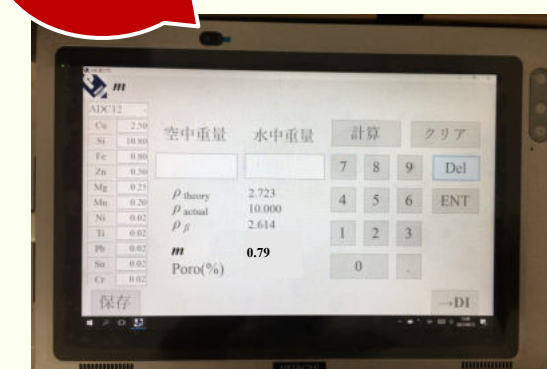 m
ADC12
Cu 2.50
Si 10.80
Fe 0.80
Zn 0.50
Mg 0.25
Mn 0.20
Ni 0.02
Ti 0.02
Pb 0.02
Sn 0.02
Cr 0.02
保存
空中重量 水中重量
ρ theory 2.723
ρ actual 10.000
ρ β 2.614
m 0.79
Poro(%)
計算 クリア
7 8 9 Del
4 5 6 ENT
1 2 3
0 .
→DI